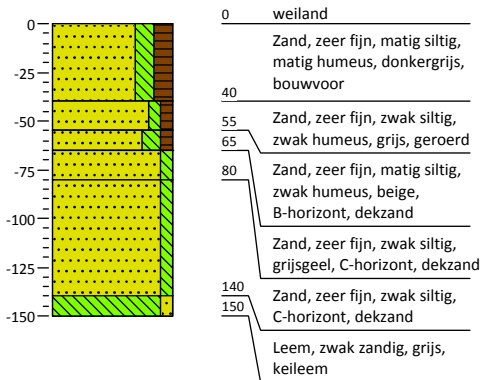 0
-25
-50
-75
-100
-125
-150
0 weiland
Zand, zeer fijn, matig siltig,
matig humeus, donkergrijs,
bouwvoor
40
Zand, zeer fijn, zwak siltig,
zwak humeus, grijs, geroerd
55
Zand, zeer fijn, matig siltig,
zwak humeus, beige,
B-horizont, dekzand
65
Zand, zeer fijn, zwak siltig,
grijsgeel, C-horizont, dekzand
80
Zand, zeer fijn, zwak siltig,
C-horizont, dekzand
140
Leem, zwak zandig, grijs,
keileem
150